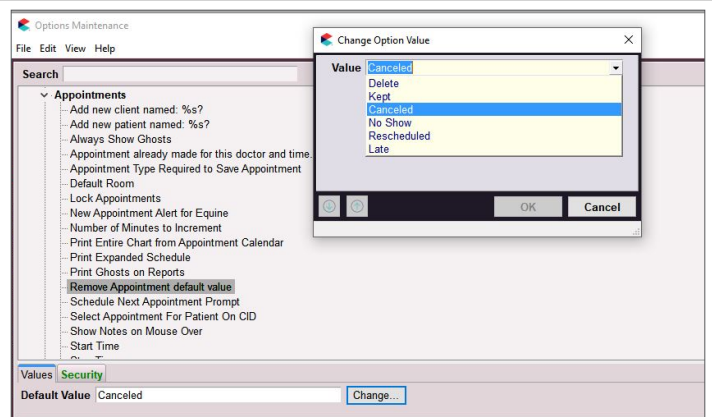 Options Maintenance
File Edit View Help
Search
Appointments
Add new client named: %s?
Add new patient named: %s?
Always Show Ghosts
Appointment already made for this doctor and time.
Appointment Type Required to Save Appointment
Default Room
Lock Appointments
New Appointment Alert for Equine
Number of Minutes to Increment
Print Entire Chart from Appointment Calendar
Print Expanded Schedule
Print Ghosts on Reports
Remove Appointment default value
Schedule Next Appointment Prompt
Select Appointment For Patient On CID
Show Notes on Mouse Over
Start Time
Values Security
Default Value Canceled Change...
Change Option Value
Value Canceled
Delete
Kept
Canceled
No Show
Rescheduled
Late
OK Cancel